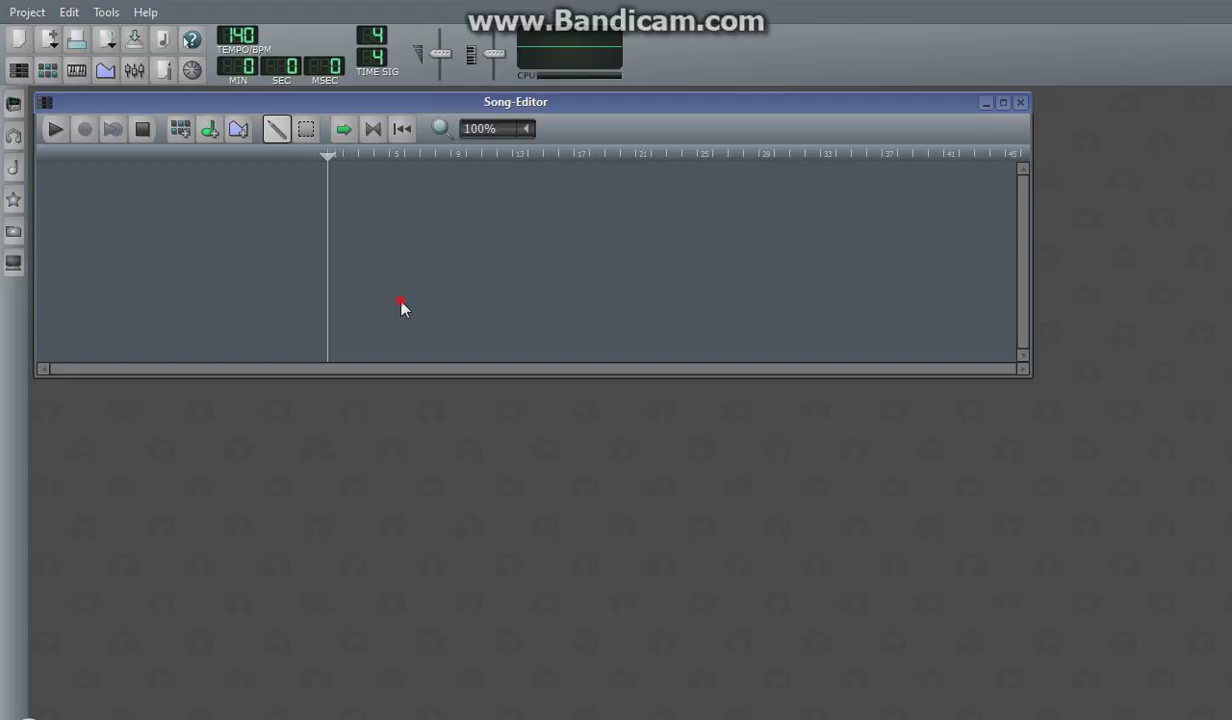 www.Bandicam.com
Project Edit Tools Help
140
TEMPO/BPM
4
4
TIME SIG
0 0 0
MIN SEC MSEC
CPU
Song-Editor
100%
1 5 9 13 17 21 25 29 33 37 41 45